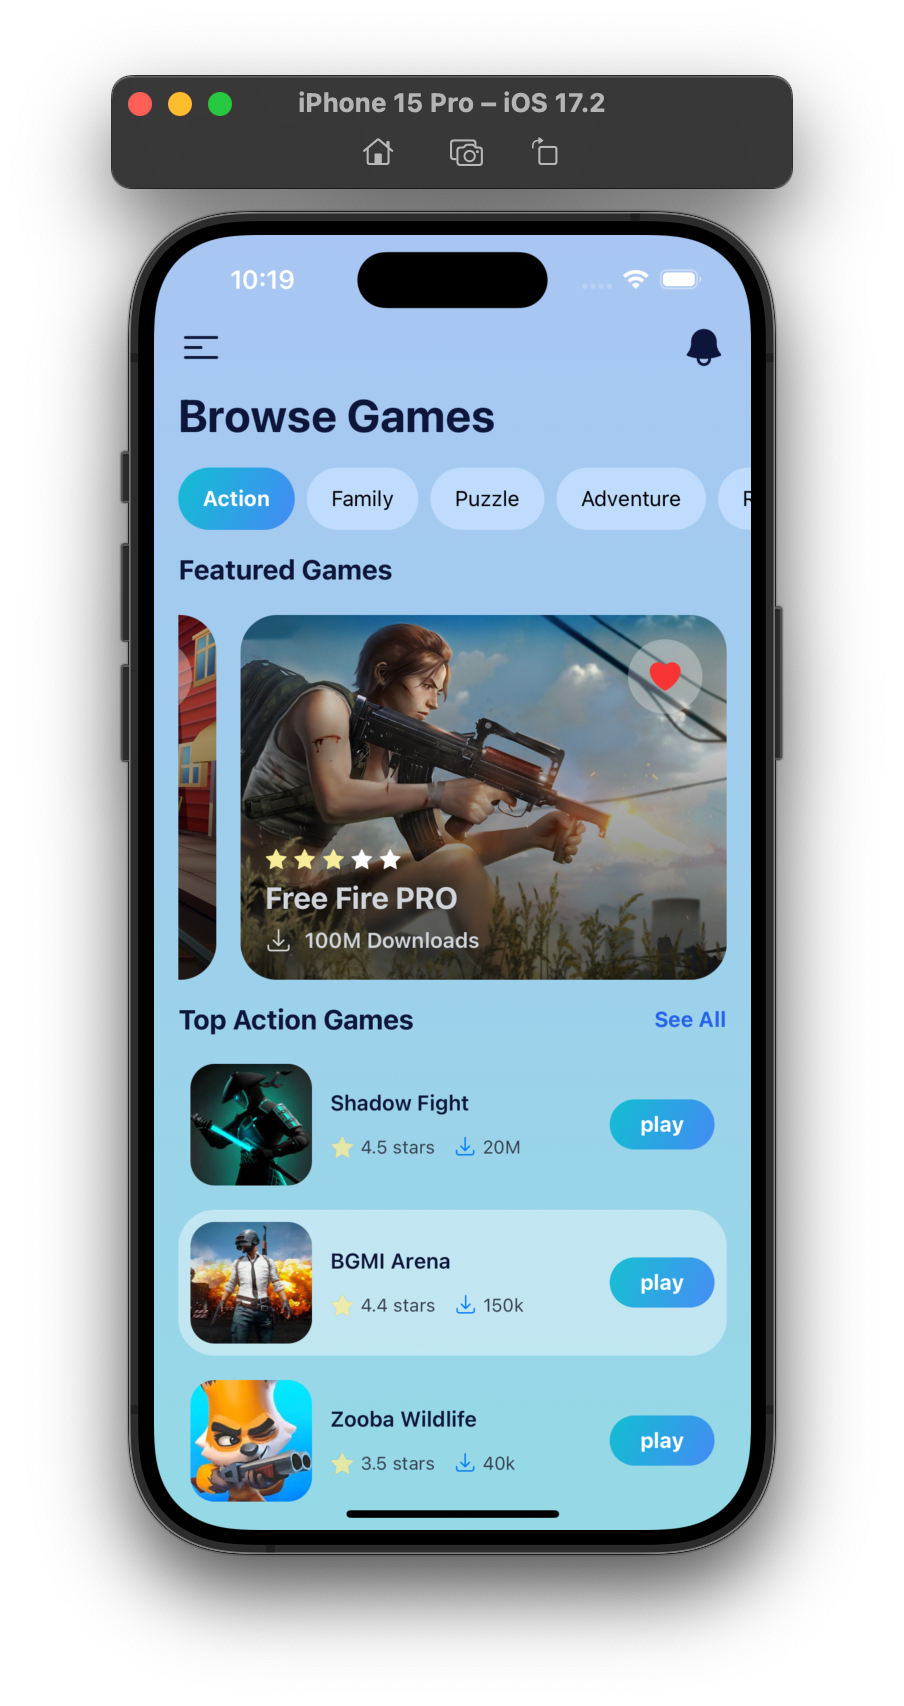 iPhone 15 Pro – iOS 17.2
10:19
Browse Games
Action Family Puzzle Adventure R
Featured Games
Free Fire PRO
100M Downloads
Top Action Games See All
Shadow Fight
4.5 stars 20M
play
BGMI Arena
4.4 stars 150k
play
Zooba Wildlife
3.5 stars 40k
play